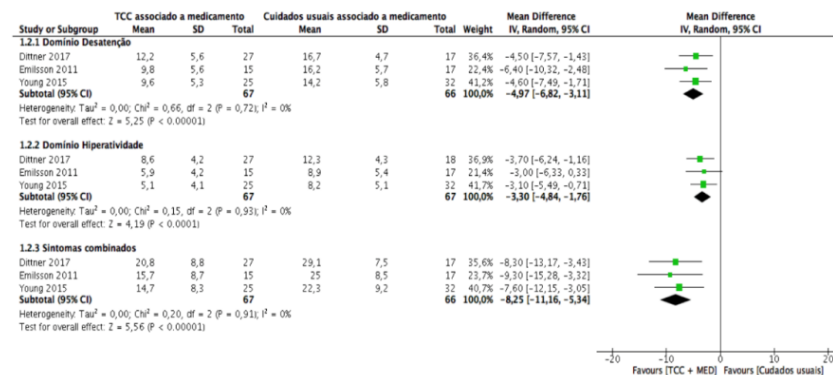 TCC associado a medicamento Cuidados usuais associado a medicamento Mean Difference Mean Difference
Study or Subgroup Mean SD Total Mean SD Total Weight IV, Random, 95% CI IV, Random, 95% CI
1.2.1 Domínio Desatenção
Dittner 2017 12,2 5,6 27 16,7 4,7 17 36,4% -4,50 [-7,57, -1,43]
Emilsson 2011 9,8 5,6 15 16,2 5,7 17 22,4% -6,40 [-10,32, -2,48]
Young 2015 9,6 5,3 25 14,2 5,8 32 41,2% -4,60 [-7,49, -1,71]
Subtotal (95% CI) 67 66 100,0% -4,97 [-6,82, -3,11]
Heterogeneity: Tau² = 0,00; Chi² = 0,66, df = 2 (P = 0,72); I² = 0%
Test for overall effect: Z = 5,25 (P < 0.00001)
1.2.2 Domínio Hiperatividade
Dittner 2017 8,6 4,2 27 12,3 4,3 18 36,9% -3,70 [-6,24, -1,16]
Emilsson 2011 5,9 4,2 15 8,9 5,4 17 21,4% -3,00 [-6,33, 0,33]
Young 2015 5,1 4,1 25 8,2 5,1 32 41,7% -3,10 [-5,49, -0,71]
Subtotal (95% CI) 67 67 100,0% -3,30 [-4,84, -1,76]
Heterogeneity: Tau² = 0,00; Chi² = 0,15, df = 2 (P = 0,93); I² = 0%
Test for overall effect: Z = 4,19 (P < 0.0001)
1.2.3 Sintomas combinados
Dittner 2017 20,8 8,8 27 29,1 7,5 17 35,6% -8,30 [-13,17, -3,43]
Emilsson 2011 15,7 8,7 15 25 8,5 17 23,7% -9,30 [-15,28, -3,32]
Young 2015 14,7 8,3 25 22,3 9,2 32 40,7% -7,60 [-12,15, -3,05]
Subtotal (95% CI) 67 66 100,0% -8,25 [-11,16, -5,34]
Heterogeneity: Tau² = 0,00; Chi² = 0,20, df = 2 (P = 0,91); I² = 0%
Test for overall effect: Z = 5,56 (P < 0.00001)
-20 -10 0 10 20
Favours [TCC + MED] Favours [Cuidados usuais]